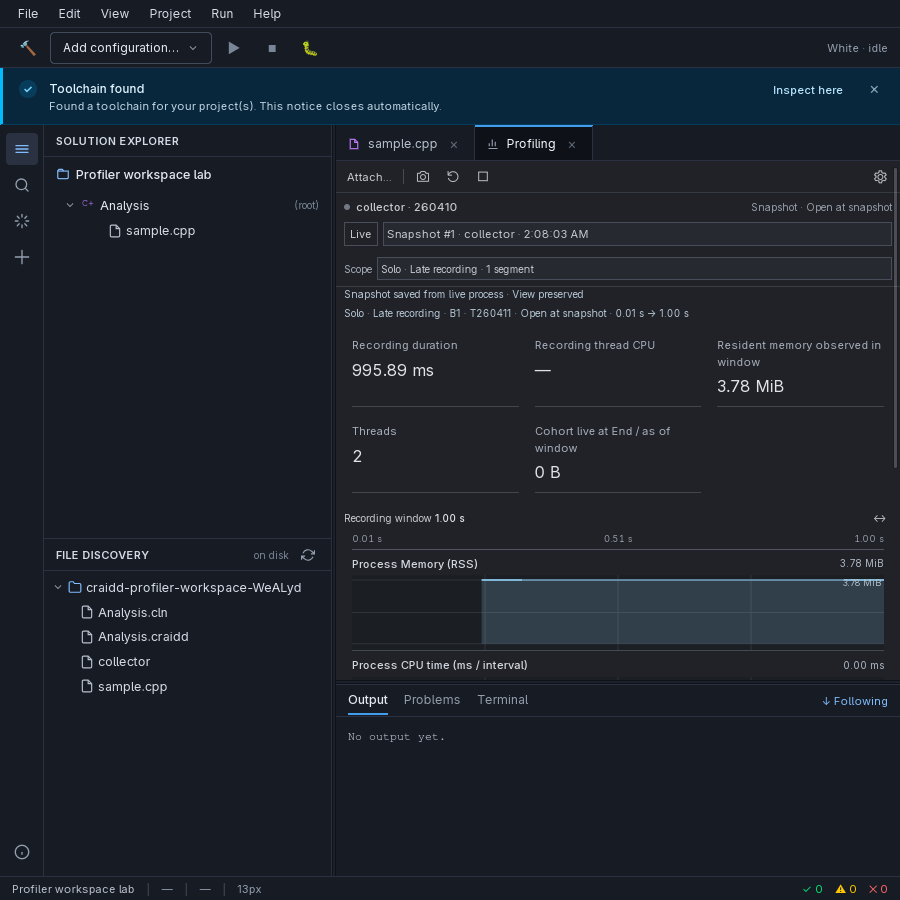 File Edit View Project Run Help
Add configuration...
White · idle
Toolchain found
Found a toolchain for your project(s). This notice closes automatically.
Inspect here
SOLUTION EXPLORER
Profiler workspace lab
C+ Analysis (root)
sample.cpp
FILE DISCOVERY on disk
craidd-profiler-workspace-WeALyd
Analysis.cln
Analysis.craidd
collector
sample.cpp
sample.cpp Profiling
Attach...
collector · 260410 Snapshot · Open at snapshot
Live Snapshot #1 · collector · 2:08:03 AM
Scope Solo · Late recording · 1 segment
Snapshot saved from live process · View preserved
Solo · Late recording · B1 · T260411 · Open at snapshot · 0.01 s → 1.00 s
Recording duration
995.89 ms
Recording thread CPU
—
Resident memory observed in
window
3.78 MiB
Threads
2
Cohort live at End / as of
window
0 B
Recording window 1.00 s
0.01 s 0.51 s 1.00 s
Process Memory (RSS) 3.78 MiB
3.78 MiB
Process CPU time (ms / interval) 0.00 ms
Output Problems Terminal ↓ Following
No output yet.
Profiler workspace lab — — 13px 0 0 0